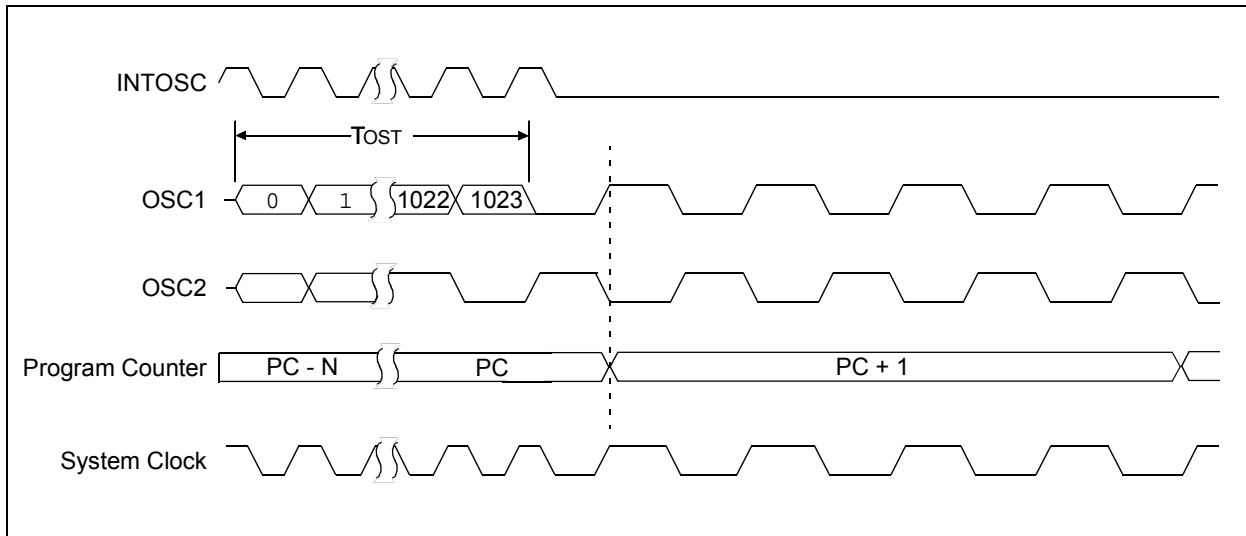 INTOSC
TOST
OSC1 0 1 1022 1023
OSC2
Program Counter PC - N PC PC + 1
System Clock